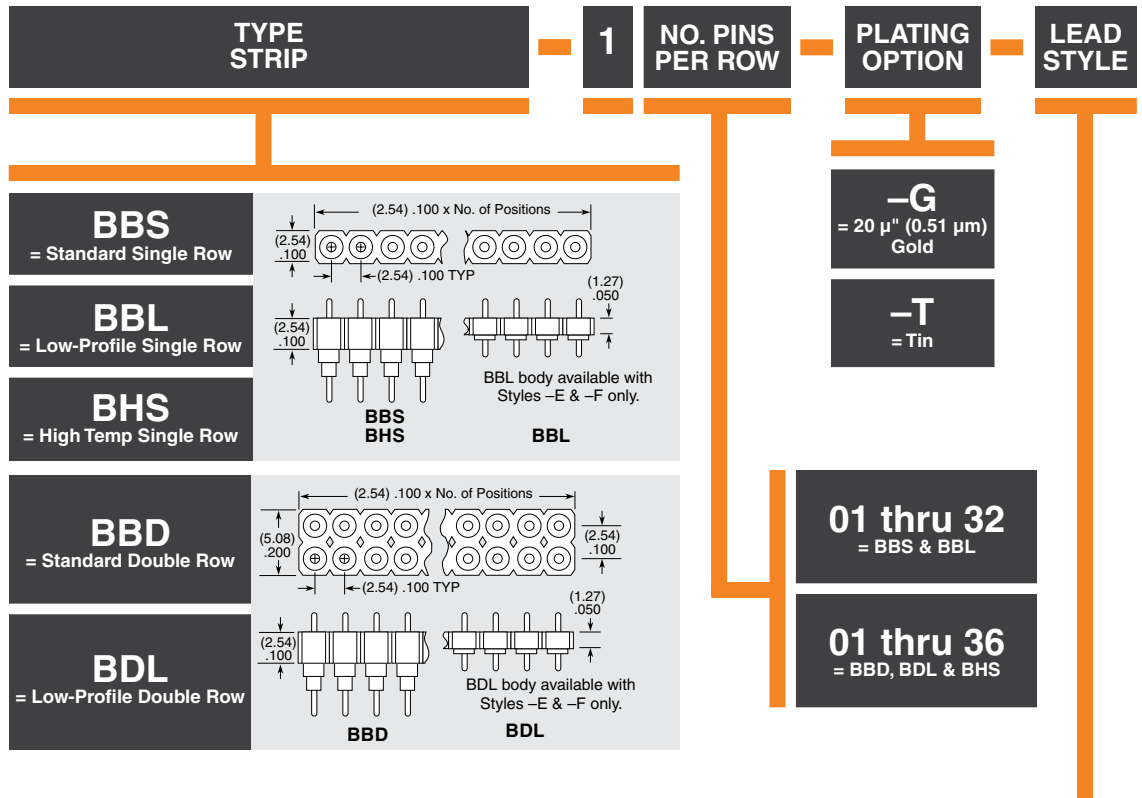 TYPE
STRIP
1
NO. PINS
PER ROW
PLATING
OPTION
LEAD
STYLE
BBS
= Standard Single Row
BBL
= Low-Profile Single Row
BHS
= High Temp Single Row
(2.54) .100 x No. of Positions
(2.54)
.100
(2.54) .100 TYP
(1.27)
.050
(2.54)
.100
BBL body available with
Styles –E & –F only.
BBS
BHS
BBL
–G
= 20 µ" (0.51 µm)
Gold
–T
= Tin
BBD
= Standard Double Row
BDL
= Low-Profile Double Row
(2.54) .100 x No. of Positions
(5.08)
.200
(2.54)
.100
(2.54) .100 TYP
(1.27)
.050
(2.54)
.100
BDL body available with
Styles –E & –F only.
BBD
BDL
01 thru 32
= BBS & BBL
01 thru 36
= BBD, BDL & BHS